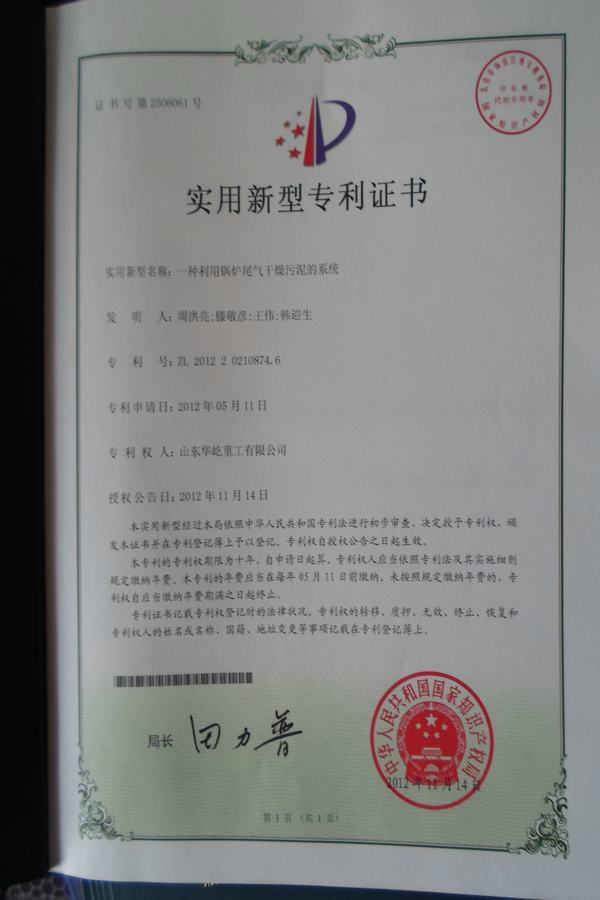 证书号第2506061号
印花税
代扣专用章
国家知识产权局
实用新型专利证书
实用新型名称：一种利用锅炉尾气干燥污泥的系统
发 明 人：周洪亮;滕敬彦;王伟;韩迎生
专 利 号：ZL 2012 2 0210874.6
专利申请日：2012年05月11日
专 利 权 人：山东华屹重工有限公司
授权公告日：2012年11月14日
本实用新型经过本局依照中华人民共和国专利法进行初步审查，决定授予专利权，颁
发本证书并在专利登记簿上予以登记。专利权自授权公告之日起生效。
本专利的专利权期限为十年，自申请日起算。专利权人应当依照专利法及其实施细则
规定缴纳年费。本专利的年费应当在每年05月11日前缴纳。未按照规定缴纳年费的，专
利权自应当缴纳年费期满之日起终止。
专利证书记载专利权登记时的法律状况。专利权的转移、质押、无效、终止、恢复和
专利权人的姓名或名称、国籍、地址变更等事项记载在专利登记簿上。
局长 田力普
中华人民共和国国家知识产权局
2012年11月14日
第1页（共1页）